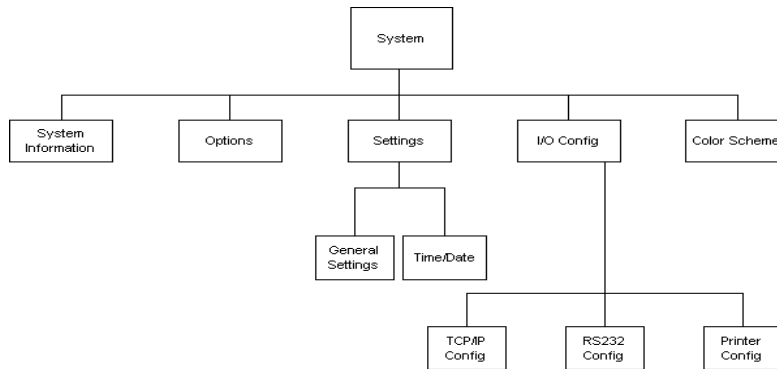 System
System
Information
Options
Settings
I/O Config
Color Scheme
General
Settings
Time/Date
TCP/IP
Config
RS232
Config
Printer
Config